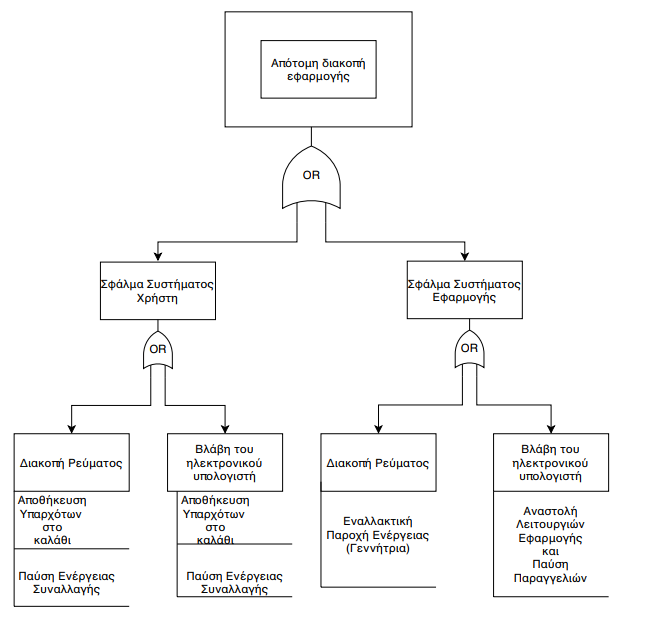 Απότομη διακοπή
εφαρμογής
OR
Σφάλμα Συστήματος
Χρήστη
Σφάλμα Συστήματος
Εφαρμογής
OR
OR
Διακοπή Ρεύματος
Βλάβη του
ηλεκτρονικού
υπολογιστή
Διακοπή Ρεύματος
Βλάβη του
ηλεκτρονικού
υπολογιστή
Αποθήκευση
Υπαρχότων
στο
καλάθι
Αποθήκευση
Υπαρχότων
στο
καλάθι
Εναλλακτική
Παροχή Ενέργειας
(Γεννήτρια)
Αναστολή
Λειτουργιών
Εφαρμογής
και
Παύση
Παραγγελιών
Παύση Ενέργειας
Συναλλαγής
Παύση Ενέργειας
Συναλλαγής